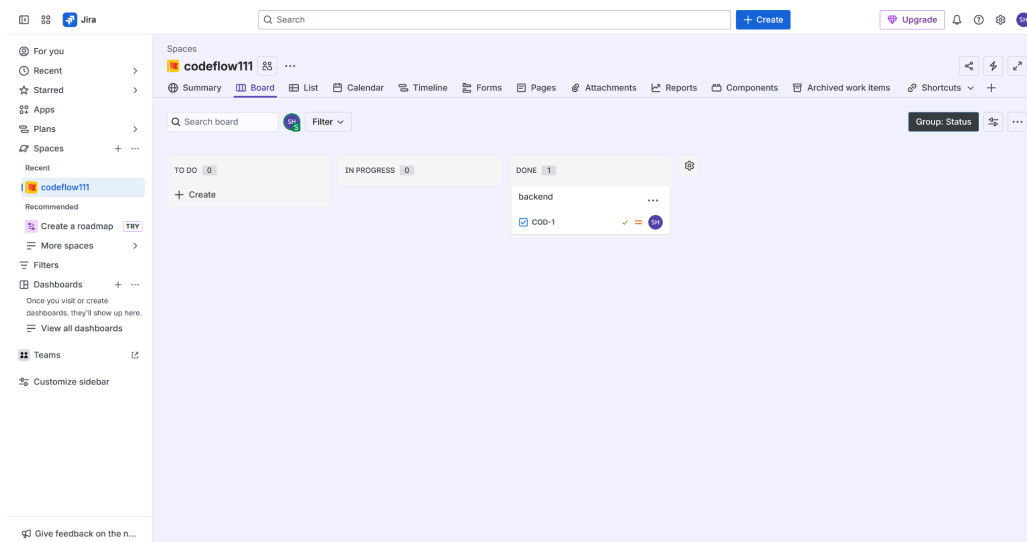 Jira
Search
+ Create
Upgrade
SH
For you
Recent
Starred
Apps
Plans
Spaces
Recent
codeflow111
Recommended
Create a roadmap TRY
More spaces
Filters
Dashboards
Once you visit or create
dashboards, they'll show up here.
View all dashboards
Teams
Customize sidebar
Give feedback on the n...
Spaces
codeflow111
Summary Board List Calendar Timeline Forms Pages Attachments Reports Components Archived work items Shortcuts
Search board SH S Filter Group: Status
TO DO 0 IN PROGRESS 0 DONE 1
+ Create
backend
COD-1 SH